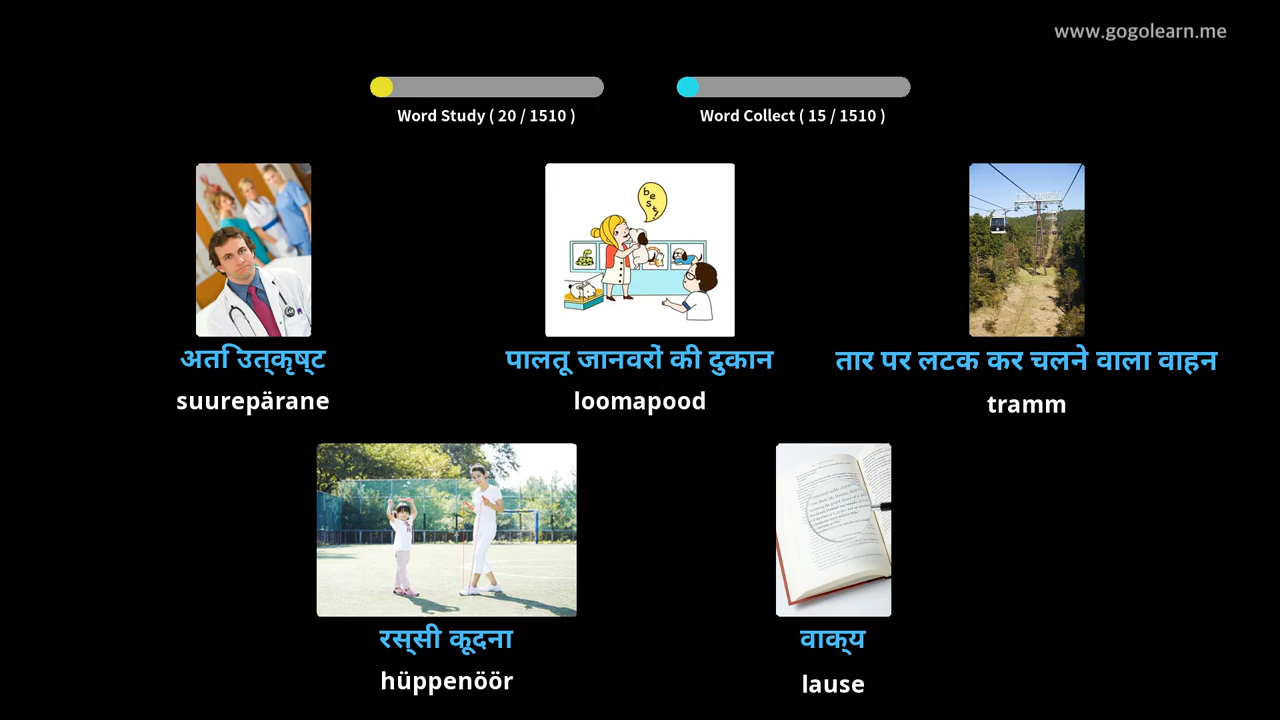 www.gogolearn.me
Word Study ( 20 / 1510 )
Word Collect ( 15 / 1510 )
best!
अति उत्कृष्ट
पालतू जानवरों की दुकान
तार पर लटक कर चलने वाला वाहन
suurepärane
loomapood
tramm
रस्सी कूदना
वाक्य
hüppenöör
lause